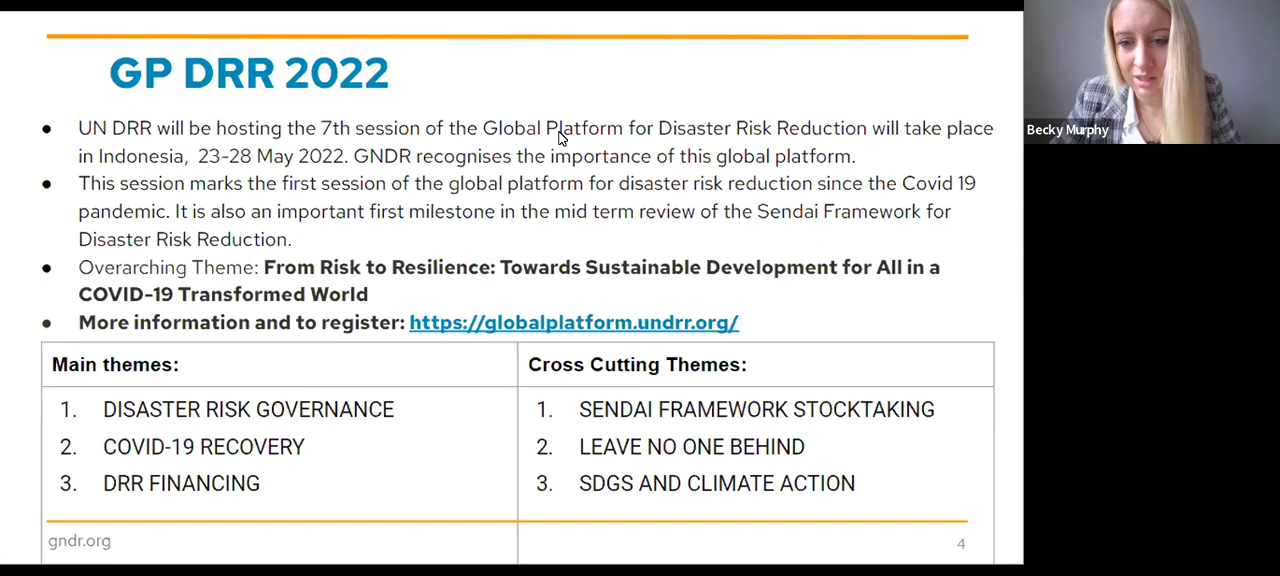 GP DRR 2022
● UN DRR will be hosting the 7th session of the Global Platform for Disaster Risk Reduction will take place
in Indonesia, 23-28 May 2022. GNDR recognises the importance of this global platform.
● This session marks the first session of the global platform for disaster risk reduction since the Covid 19
pandemic. It is also an important first milestone in the mid term review of the Sendai Framework for
Disaster Risk Reduction.
● Overarching Theme: From Risk to Resilience: Towards Sustainable Development for All in a
COVID-19 Transformed World
● More information and to register: https://globalplatform.undrr.org/
Main themes:
1. DISASTER RISK GOVERNANCE
2. COVID-19 RECOVERY
3. DRR FINANCING
Cross Cutting Themes:
1. SENDAI FRAMEWORK STOCKTAKING
2. LEAVE NO ONE BEHIND
3. SDGS AND CLIMATE ACTION
gndr.org
4
Becky Murphy